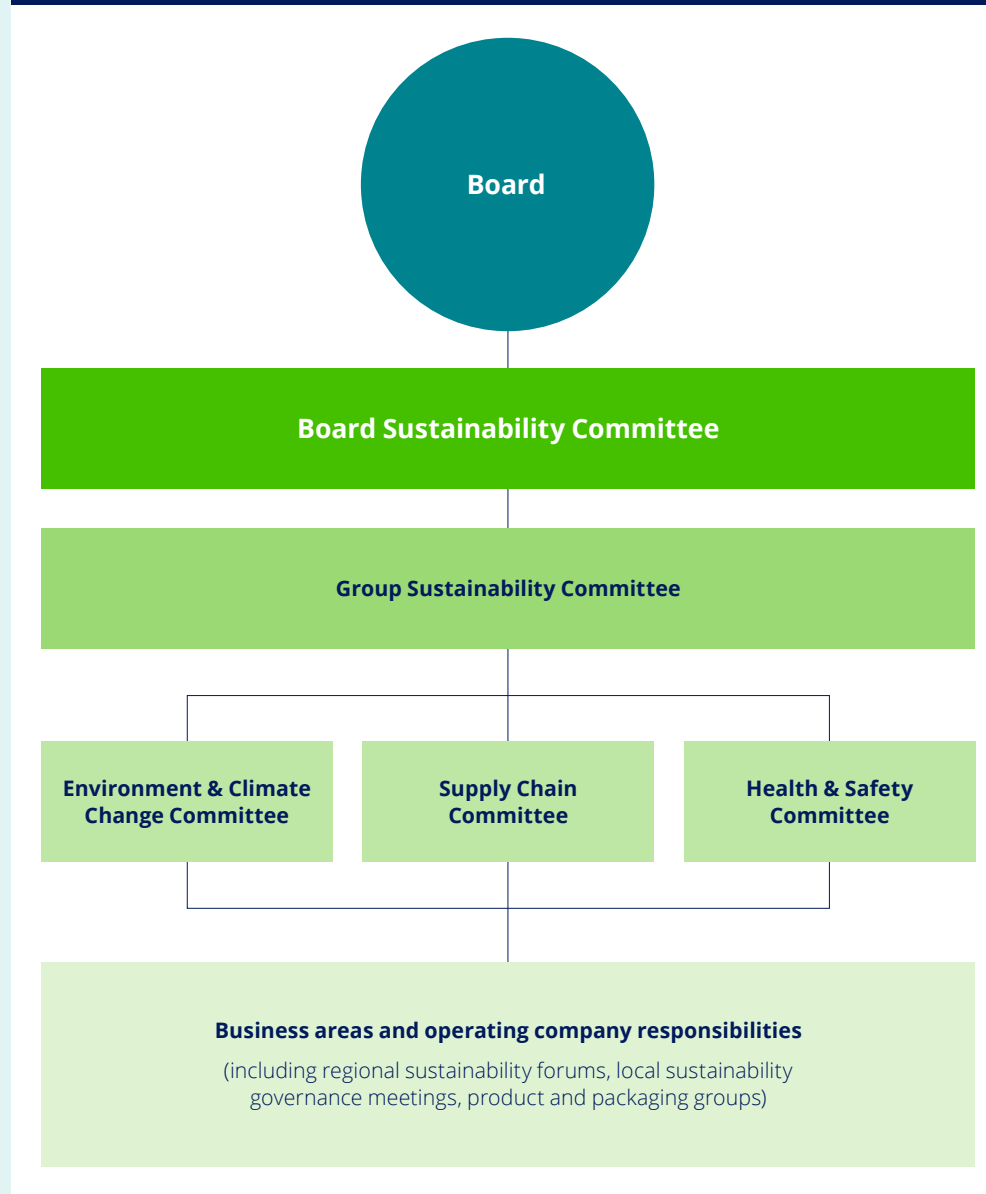 Board
Board Sustainability Committee
Group Sustainability Committee
Environment & Climate
Change Committee
Supply Chain
Committee
Health & Safety
Committee
Business areas and operating company responsibilities
(including regional sustainability forums, local sustainability
governance meetings, product and packaging groups)